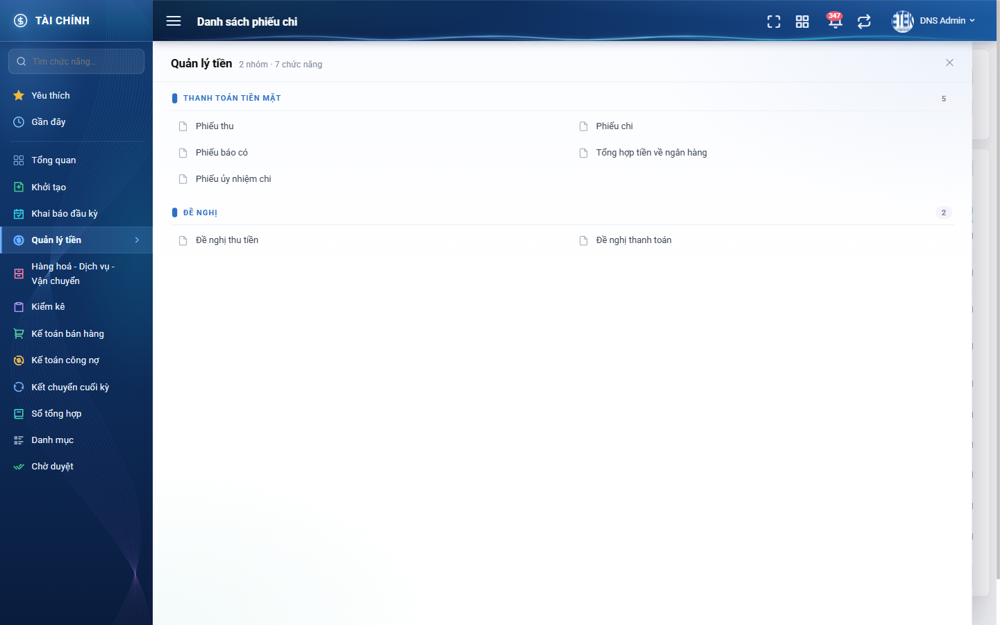 TÀI CHÍNH
Danh sách phiếu chi
347
DNS Admin
Tìm chức năng...
Yêu thích
Gần đây
Tổng quan
Khởi tạo
Khai báo đầu kỳ
Quản lý tiền
Hàng hoá - Dịch vụ -
Vận chuyển
Kiểm kê
Kế toán bán hàng
Kế toán công nợ
Kết chuyển cuối kỳ
Sổ tổng hợp
Danh mục
Chờ duyệt
Quản lý tiền 2 nhóm · 7 chức năng
THANH TOÁN TIỀN MẶT 5
Phiếu thu
Phiếu chi
Phiếu báo có
Tổng hợp tiền về ngân hàng
Phiếu ủy nhiệm chi
ĐỀ NGHỊ 2
Đề nghị thu tiền
Đề nghị thanh toán